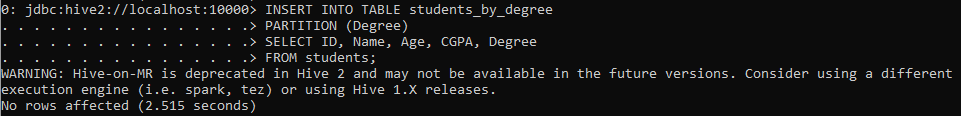 0: jdbc:hive2://localhost:10000> INSERT INTO TABLE students_by_degree
. . . . . . . . . . . . . . . .> PARTITION (Degree)
. . . . . . . . . . . . . . . .> SELECT ID, Name, Age, CGPA, Degree
. . . . . . . . . . . . . . . .> FROM students;
WARNING: Hive-on-MR is deprecated in Hive 2 and may not be available in the future versions. Consider using a different
execution engine (i.e. spark, tez) or using Hive 1.X releases.
No rows affected (2.515 seconds)